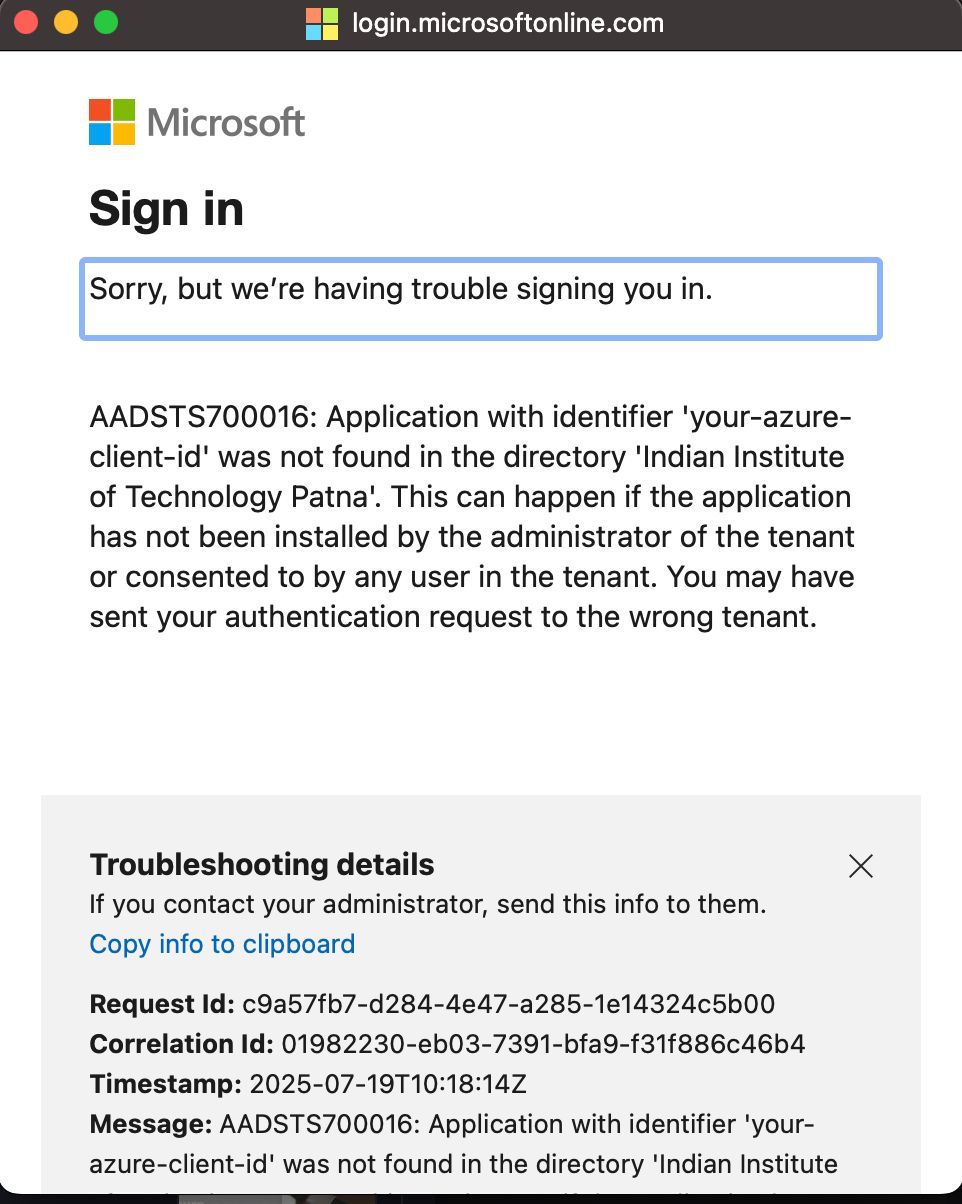 login.microsoftonline.com
Microsoft
Sign in
Sorry, but we’re having trouble signing you in.
AADSTS700016: Application with identifier 'your-azure-
client-id' was not found in the directory 'Indian Institute
of Technology Patna'. This can happen if the application
has not been installed by the administrator of the tenant
or consented to by any user in the tenant. You may have
sent your authentication request to the wrong tenant.
Troubleshooting details
If you contact your administrator, send this info to them.
Copy info to clipboard
Request Id: c9a57fb7-d284-4e47-a285-1e14324c5b00
Correlation Id: 01982230-eb03-7391-bfa9-f31f886c46b4
Timestamp: 2025-07-19T10:18:14Z
Message: AADSTS700016: Application with identifier 'your-
azure-client-id' was not found in the directory 'Indian Institute